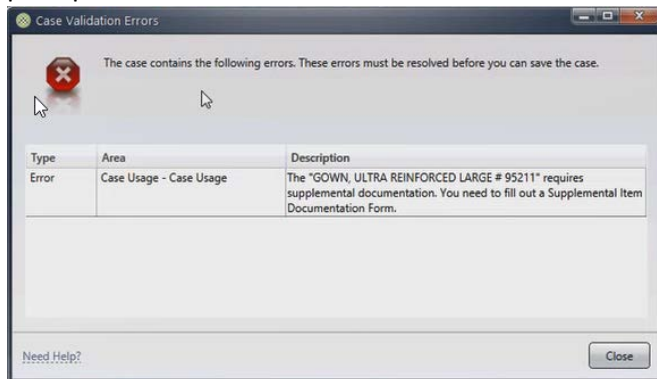 Case Validation Errors
The case contains the following errors. These errors must be resolved before you can save the case.
Type Area Description
Error Case Usage - Case Usage The "GOWN, ULTRA REINFORCED LARGE # 95211" requires
supplemental documentation. You need to fill out a Supplemental Item
Documentation Form.
Need Help? Close